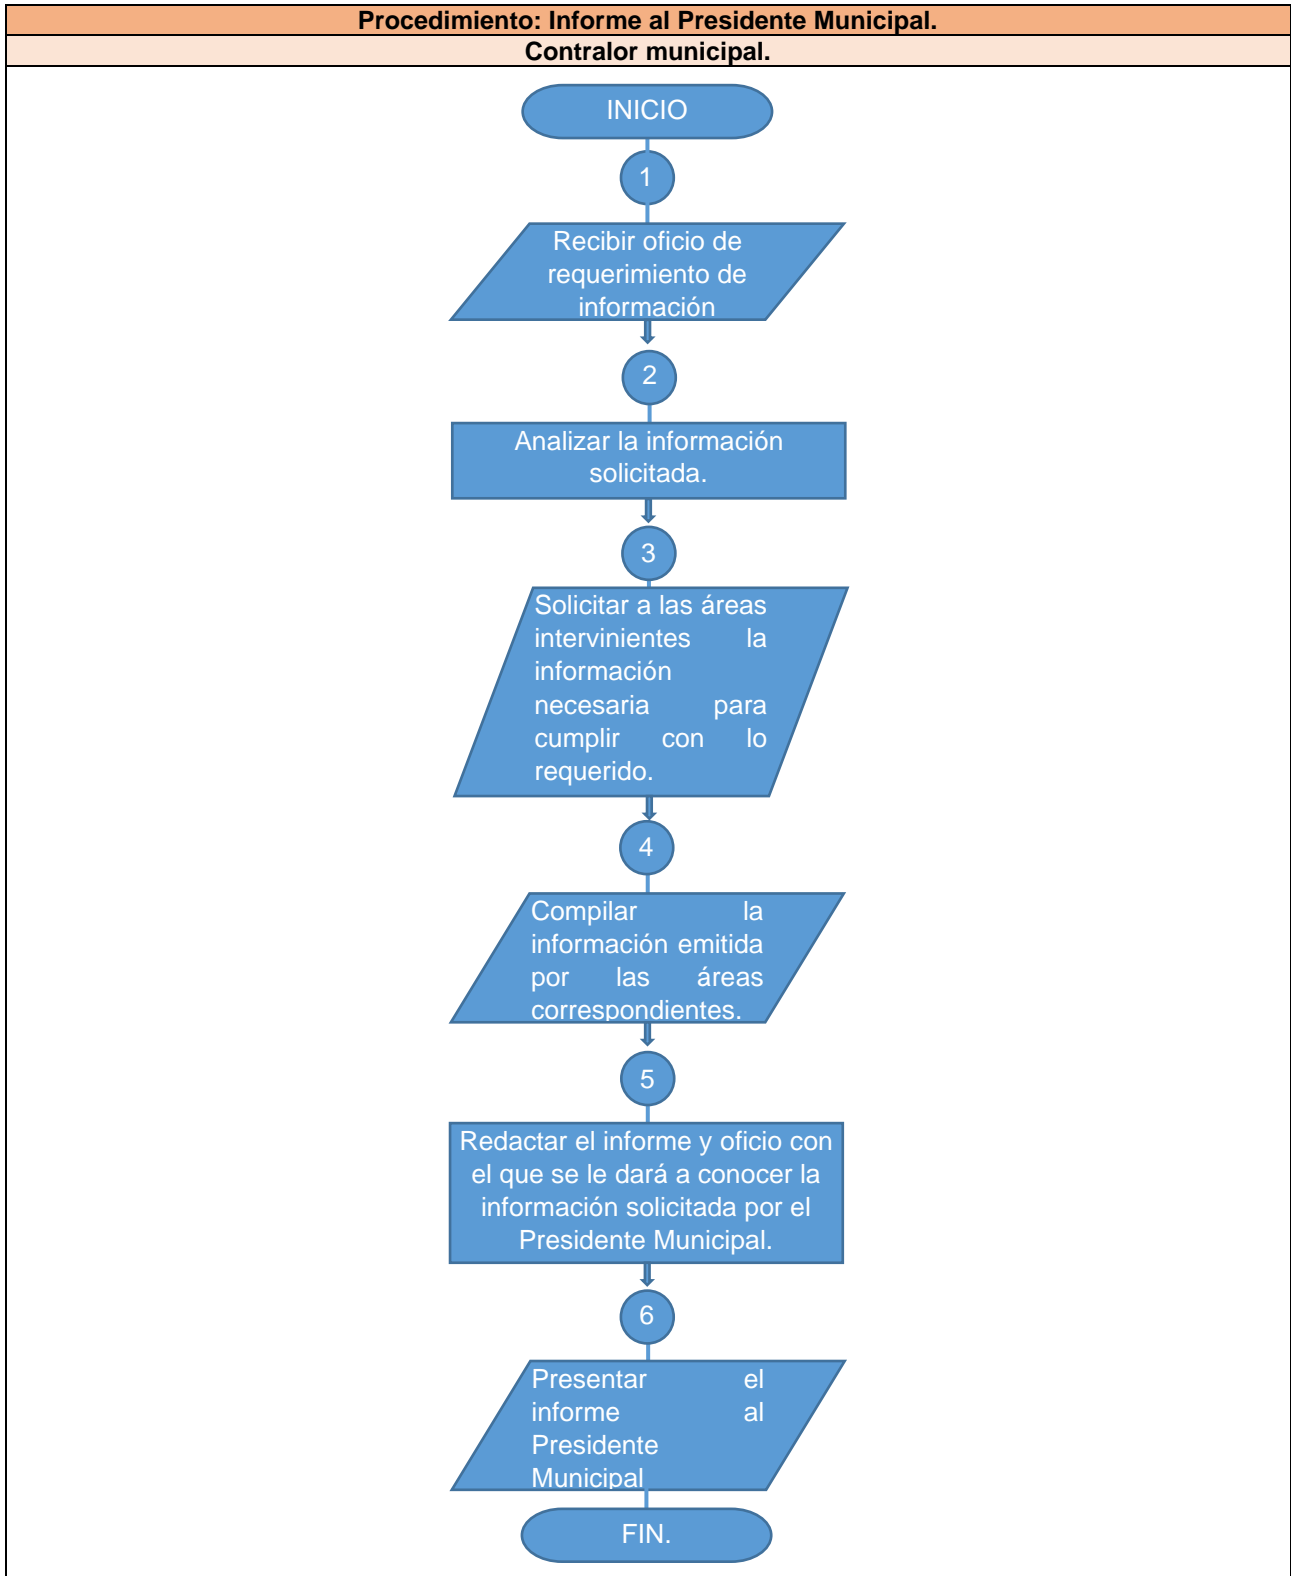 Procedimiento: Informe al Presidente Municipal.
Contralor municipal.
INICIO
1
Recibir oficio de
requerimiento de
información
2
Analizar la información
solicitada.
3
Solicitar a las áreas
intervinientes la
información
necesaria para
cumplir con lo
requerido.
4
Compilar la
información emitida
por las áreas
correspondientes.
5
Redactar el informe y oficio con
el que se le dará a conocer la
información solicitada por el
Presidente Municipal.
6
Presentar el
informe al
Presidente
Municipal
FIN.